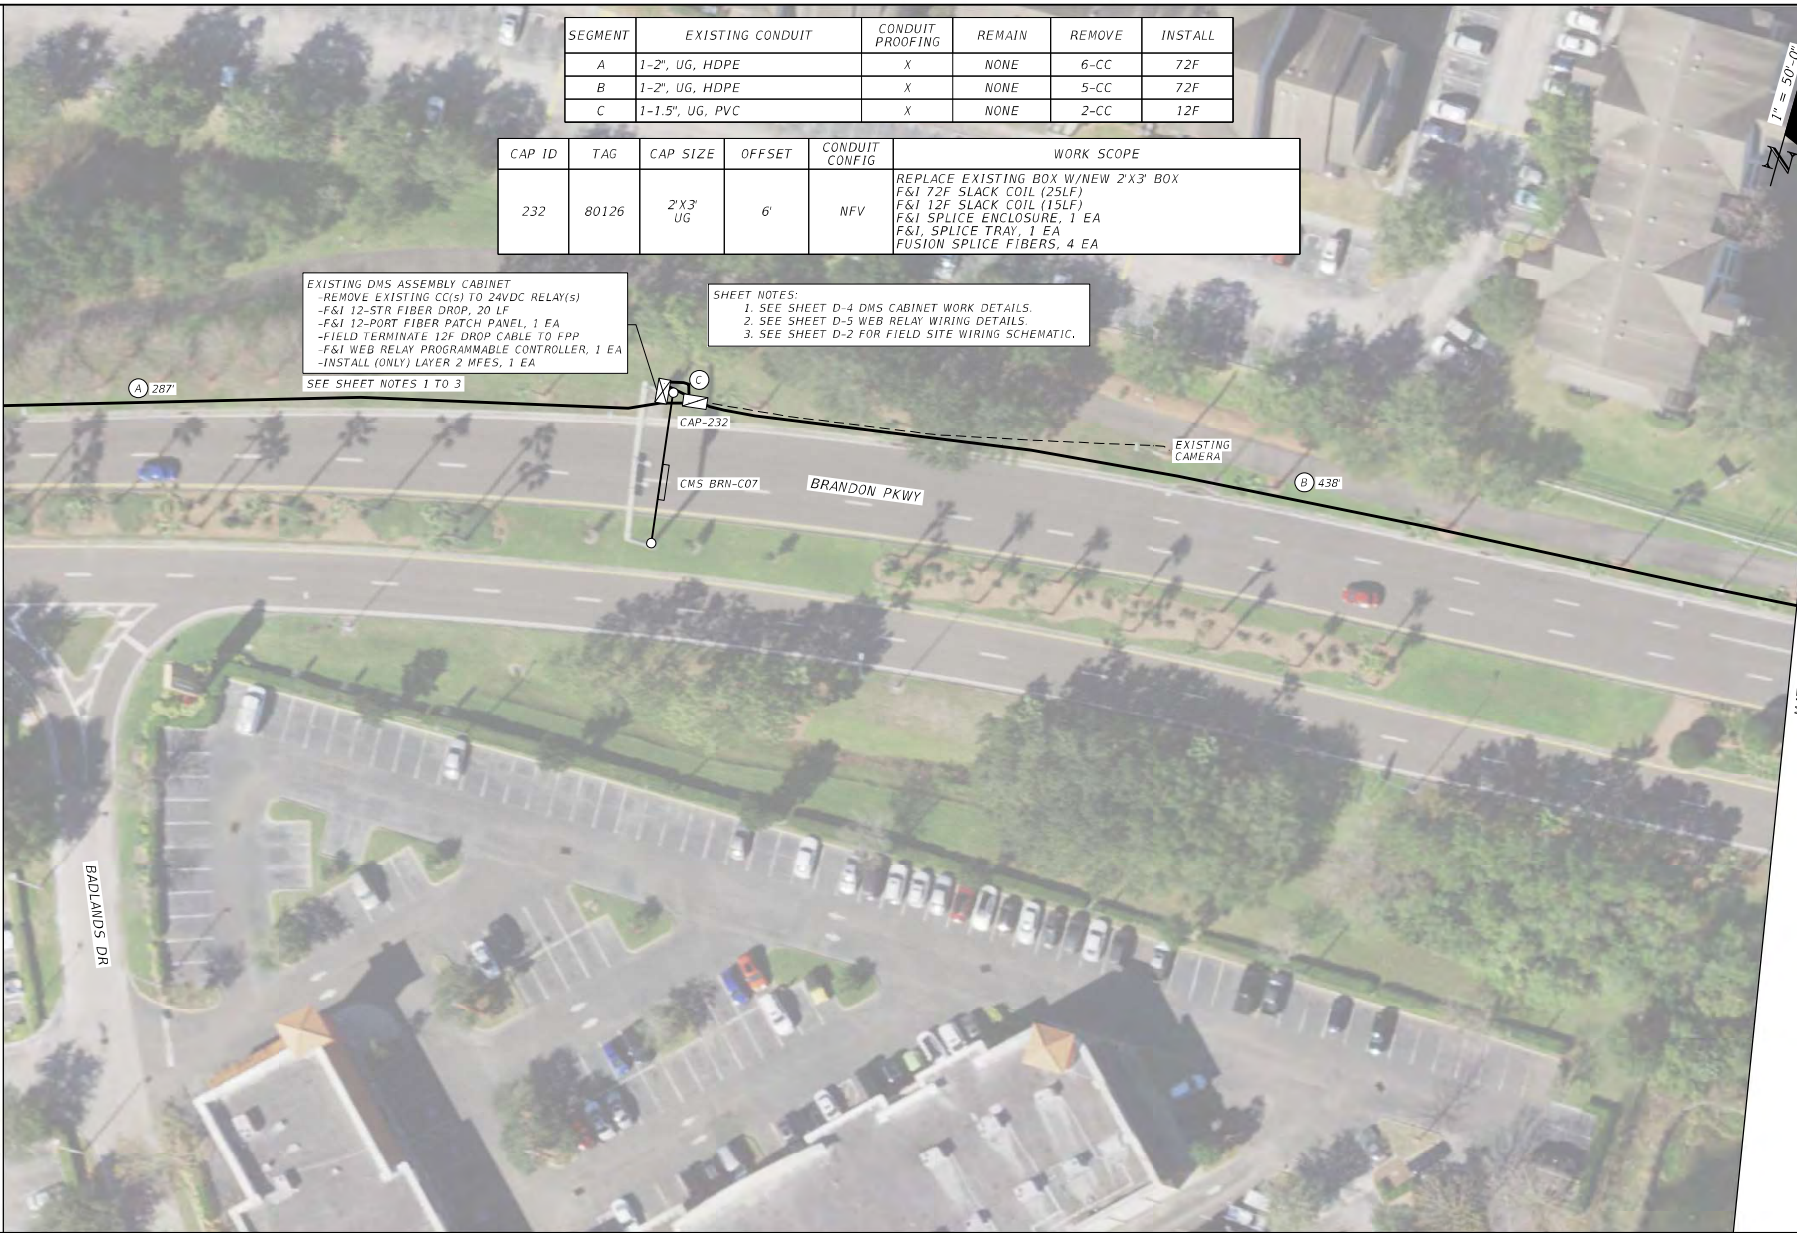 SEGMENT EXISTING CONDUIT CONDUIT PROOFING REMAIN REMOVE INSTALL
A 1-2", UG, HDPE X NONE 6-CC 72F
B 1-2", UG, HDPE X NONE 5-CC 72F
C 1-1.5", UG, PVC X NONE 2-CC 12F
1" = 50'-0"
N
CAP ID TAG CAP SIZE OFFSET CONDUIT CONFIG WORK SCOPE
232 80126 2'X3' UG 6' NFV
REPLACE EXISTING BOX W/NEW 2'X3' BOX
F&I 72F SLACK COIL (25LF)
F&I 12F SLACK COIL (15LF)
F&I SPLICE ENCLOSURE, 1 EA
F&I, SPLICE TRAY, 1 EA
FUSION SPLICE FIBERS, 4 EA
EXISTING DMS ASSEMBLY CABINET
-REMOVE EXISTING CC(s) TO 24VDC RELAY(s)
-F&I 12-STR FIBER DROP, 20 LF
-F&I 12-PORT FIBER PATCH PANEL, 1 EA
-FIELD TERMINATE 12F DROP CABLE TO FPP
-F&I WEB RELAY PROGRAMMABLE CONTROLLER, 1 EA
-INSTALL (ONLY) LAYER 2 MFES, 1 EA
SEE SHEET NOTES 1 TO 3
SHEET NOTES:
1. SEE SHEET D-4 DMS CABINET WORK DETAILS.
2. SEE SHEET D-5 WEB RELAY WIRING DETAILS.
3. SEE SHEET D-2 FOR FIELD SITE WIRING SCHEMATIC.
A 287'
C
CAP-232
EXISTING
CAMERA
B 438'
CMS BRN-C07
BRANDON PKWY
BADLANDS DR